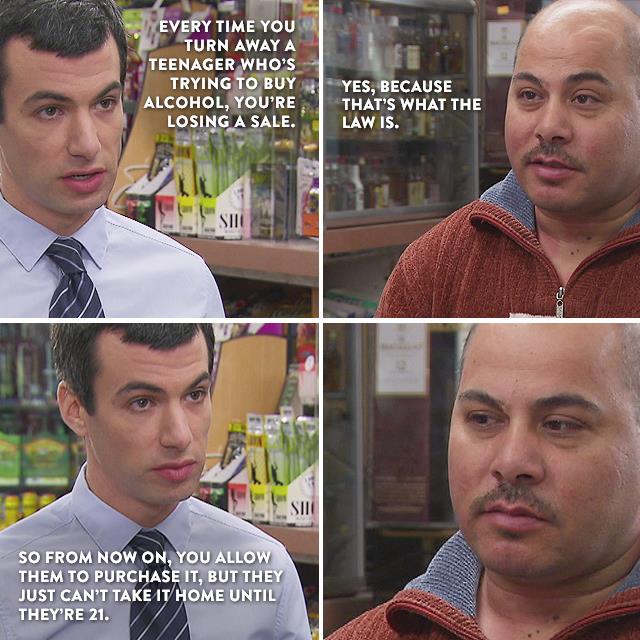 EVERY TIME YOU
TURN AWAY A
TEENAGER WHO'S
TRYING TO BUY
ALCOHOL, YOU'RE
LOSING A SALE.
YES, BECAUSE
THAT'S WHAT THE
LAW IS.
SO FROM NOW ON, YOU ALLOW
THEM TO PURCHASE IT, BUT THEY
JUST CAN'T TAKE IT HOME UNTIL
THEY'RE 21.